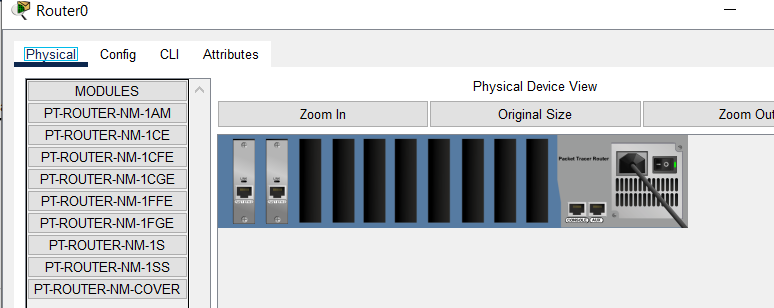 Router0
Physical Config CLI Attributes
MODULES
PT-ROUTER-NM-1AM
PT-ROUTER-NM-1CE
PT-ROUTER-NM-1CFE
PT-ROUTER-NM-1CGE
PT-ROUTER-NM-1FFE
PT-ROUTER-NM-1FGE
PT-ROUTER-NM-1S
PT-ROUTER-NM-1SS
PT-ROUTER-NM-COVER
Physical Device View
Zoom In Original Size Zoom Out
Packet Tracer Router
CONSOLE AUX